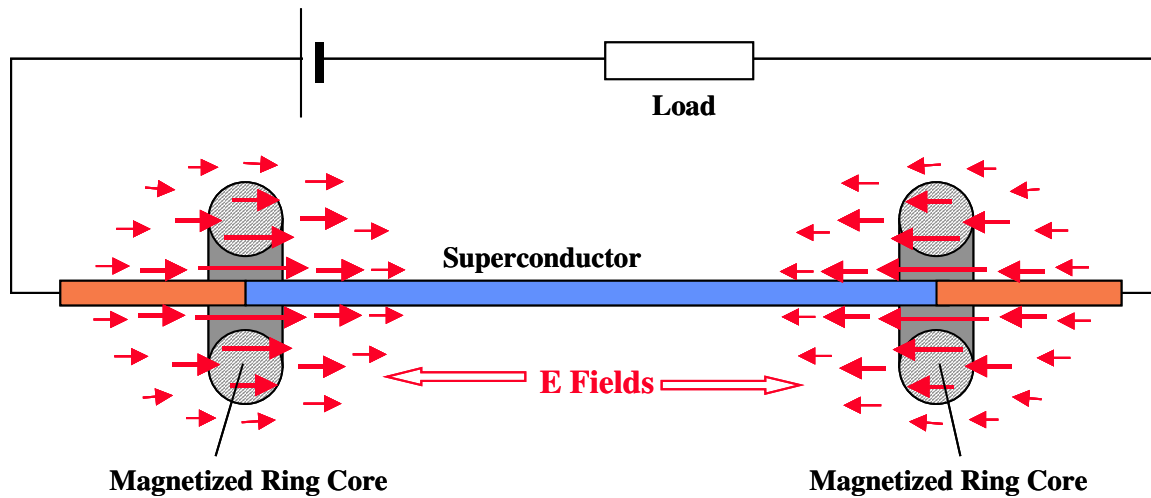 Load
Superconductor
E Fields
Magnetized Ring Core
Magnetized Ring Core